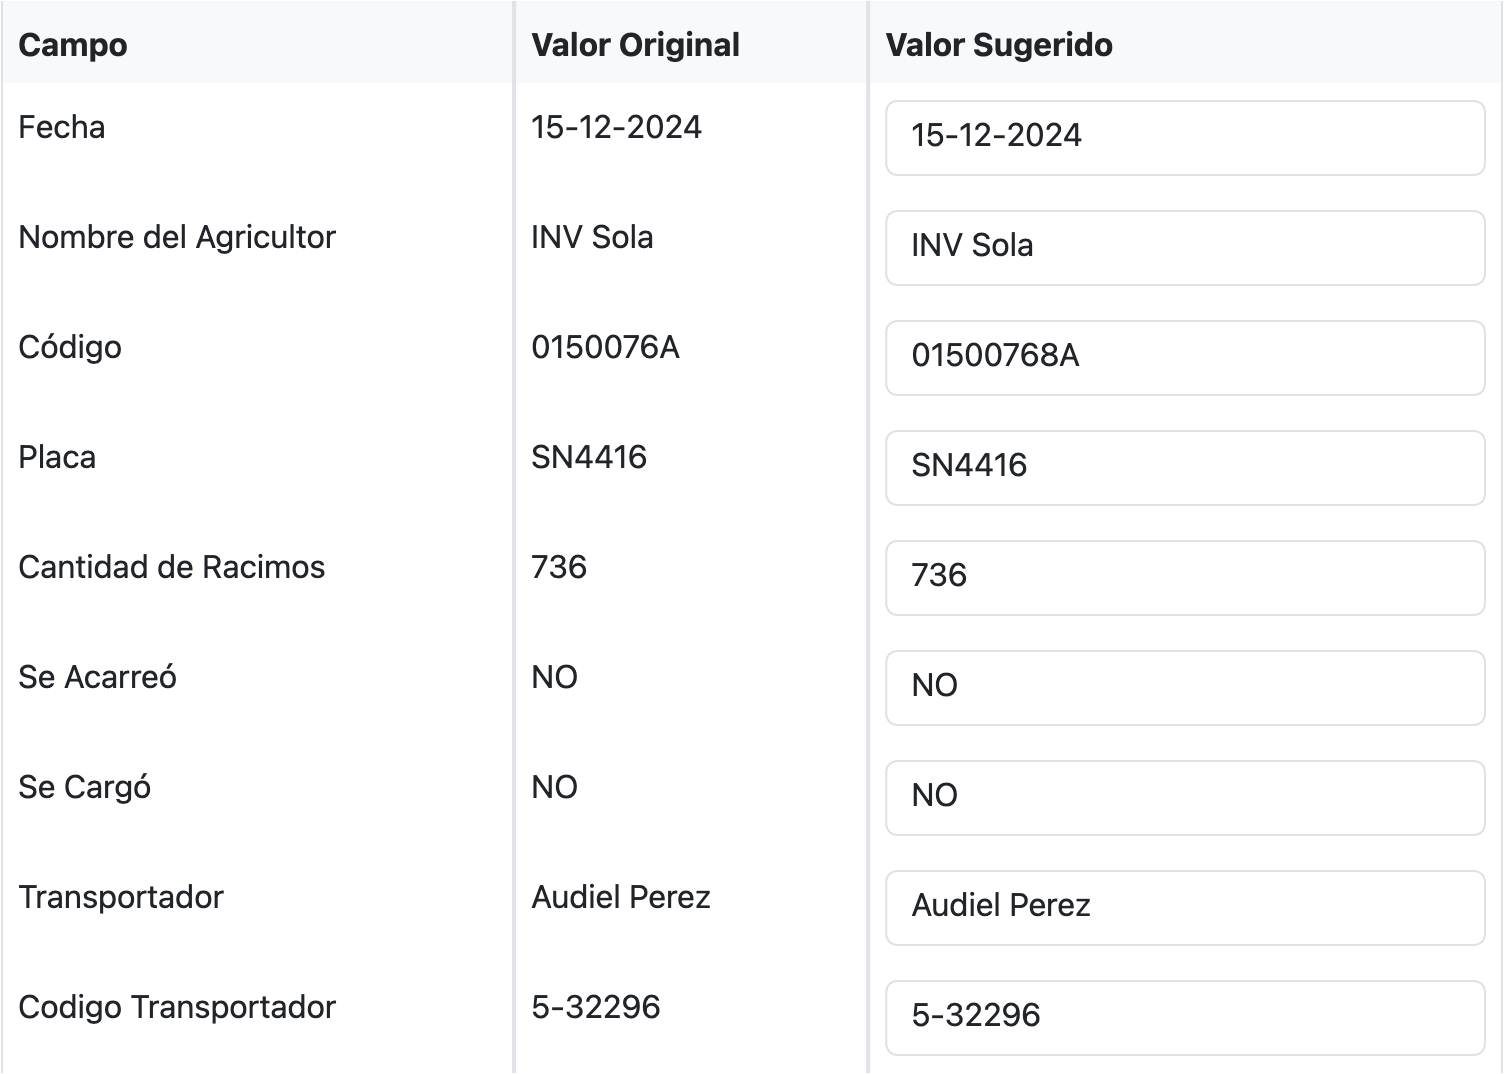 Campo Valor Original Valor Sugerido
Fecha 15-12-2024 15-12-2024
Nombre del Agricultor INV Sola INV Sola
Código 0150076A 01500768A
Placa SN4416 SN4416
Cantidad de Racimos 736 736
Se Acarreó NO NO
Se Cargó NO NO
Transportador Audiel Perez Audiel Perez
Codigo Transportador 5-32296 5-32296